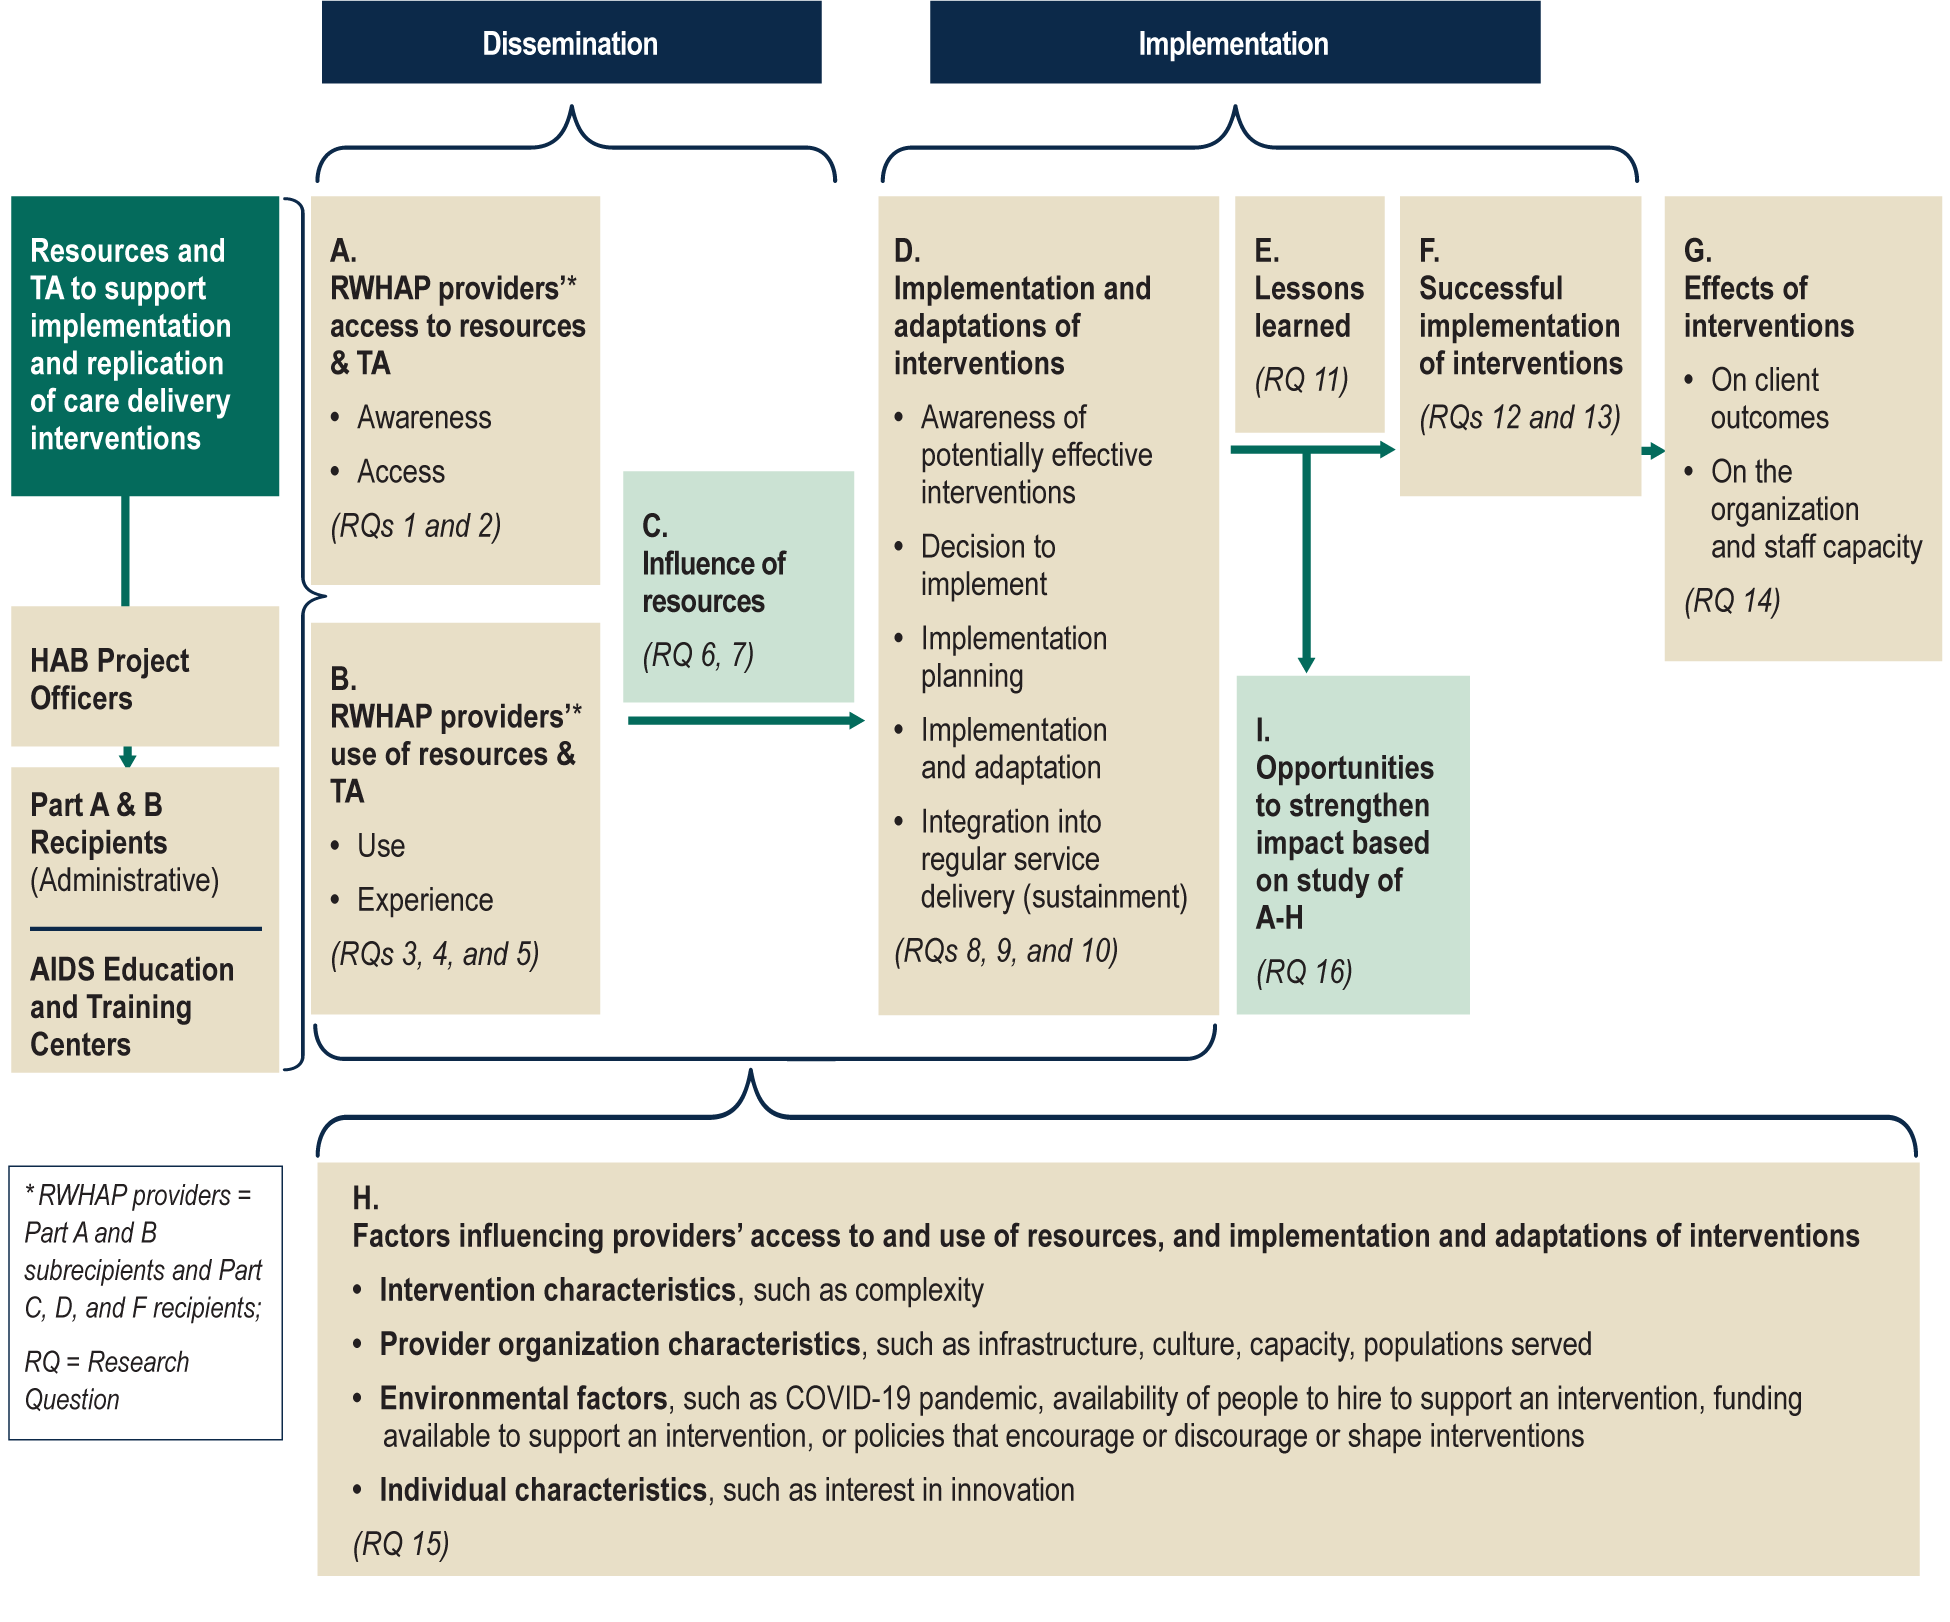 Dissemination
Implementation
Resources and
TA to support
implementation
and replication
of care delivery
interventions
HAB Project
Officers
Part A & B
Recipients
(Administrative)
AIDS Education
and Training
Centers
A.
RWHAP providers’*
access to resources
& TA
• Awareness
• Access
(RQs 1 and 2)
B.
RWHAP providers’*
use of resources &
TA
• Use
• Experience
(RQs 3, 4, and 5)
C.
Influence of
resources
(RQ 6, 7)
D.
Implementation and
adaptations of
interventions
• Awareness of
potentially effective
interventions
• Decision to
implement
• Implementation
planning
• Implementation
and adaptation
• Integration into
regular service
delivery (sustainment)
(RQs 8, 9, and 10)
E.
Lessons
learned
(RQ 11)
F.
Successful
implementation
of interventions
(RQs 12 and 13)
G.
Effects of
interventions
• On client
outcomes
• On the
organization
and staff capacity
(RQ 14)
I.
Opportunities
to strengthen
impact based
on study of
A-H
(RQ 16)
H.
Factors influencing providers’ access to and use of resources, and implementation and adaptations of interventions
• Intervention characteristics, such as complexity
• Provider organization characteristics, such as infrastructure, culture, capacity, populations served
• Environmental factors, such as COVID-19 pandemic, availability of people to hire to support an intervention, funding
available to support an intervention, or policies that encourage or discourage or shape interventions
• Individual characteristics, such as interest in innovation
(RQ 15)
* RWHAP providers =
Part A and B
subrecipients and Part
C, D, and F recipients;
RQ = Research
Question